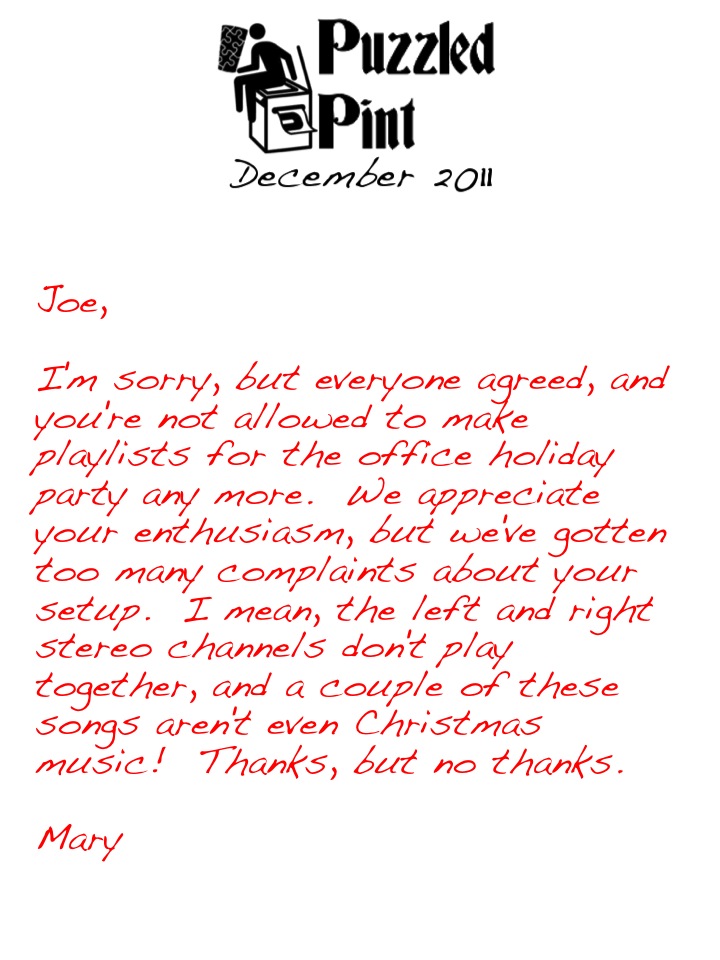 Puzzled
Pint
December 2011
Joe,
I'm sorry, but everyone agreed, and
you're not allowed to make
playlists for the office holiday
party any more. We appreciate
your enthusiasm, but we've gotten
too many complaints about your
setup. I mean, the left and right
stereo channels don't play
together, and a couple of these
songs aren't even Christmas
music! Thanks, but no thanks.
Mary